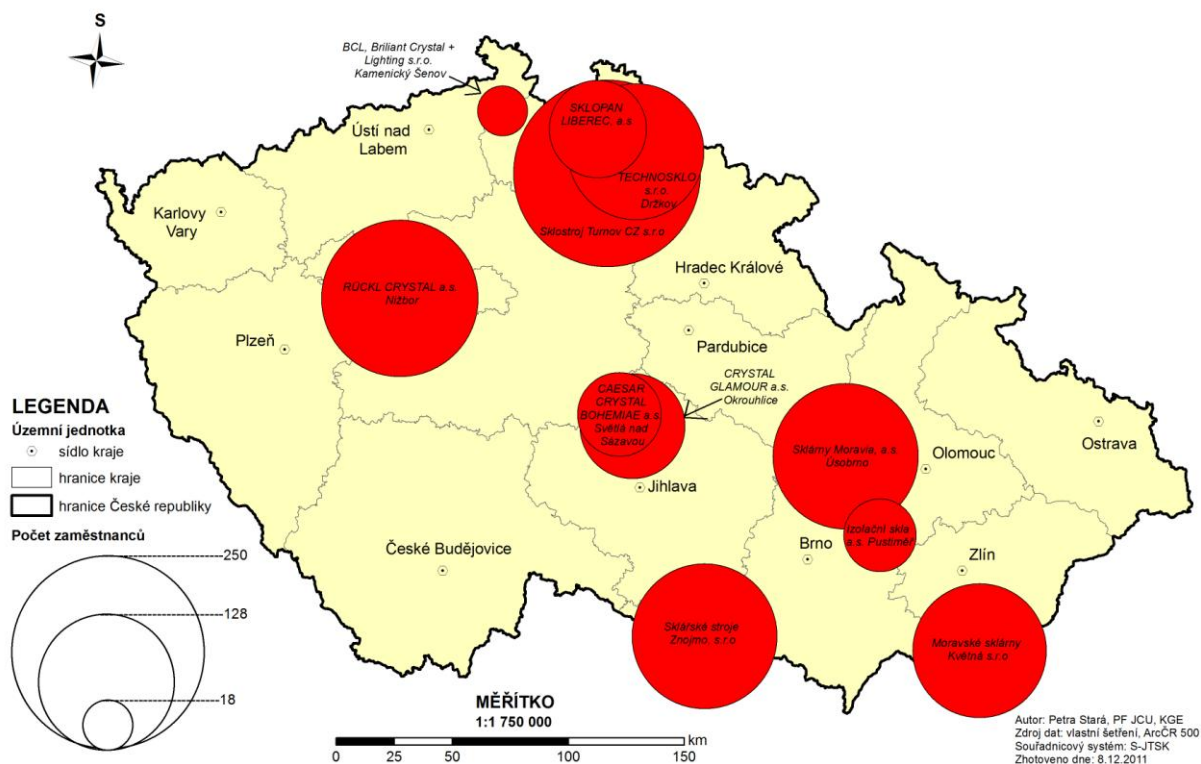 S
BCL, Briliant Crystal +
Lighting s.r.o.
Kamenický Šenov
SKLOPAN
LIBEREC, a.s
Ústí nad
Labem
TECHNOSKLO
s.r.o.
Držkov
Karlovy
Vary
Sklostroj Turnov CZ s.r.o
Hradec Králové
RÜCKL CRYSTAL a.s.
Nižbor
Plzeň
Pardubice
CRYSTAL
GLAMOUR a.s.
Okrouhlice
CAESAR
CRYSTAL
BOHEMIAE a.s.
Světlá nad
Sázavou
Ostrava
Sklárny Moravia, a.s.
Úsobrno
Olomouc
Jihlava
Izolační skla
a.s. Pustiměř
České Budějovice
Brno
Zlín
Sklářské stroje
Znojmo, s.r.o
Moravské sklárny
Květná s.r.o
LEGENDA
Územní jednotka
sídlo kraje
hranice kraje
hranice České republiky
Počet zaměstnanců
250
128
18
MĚŘÍTKO
1:1 750 000
km
0 25 50 100 150
Autor: Petra Stará, PF JCU, KGE
Zdroj dat: vlastní šetření, ArcČR 500
Souřadnicový systém: S-JTSK
Zhotoveno dne: 8.12.2011